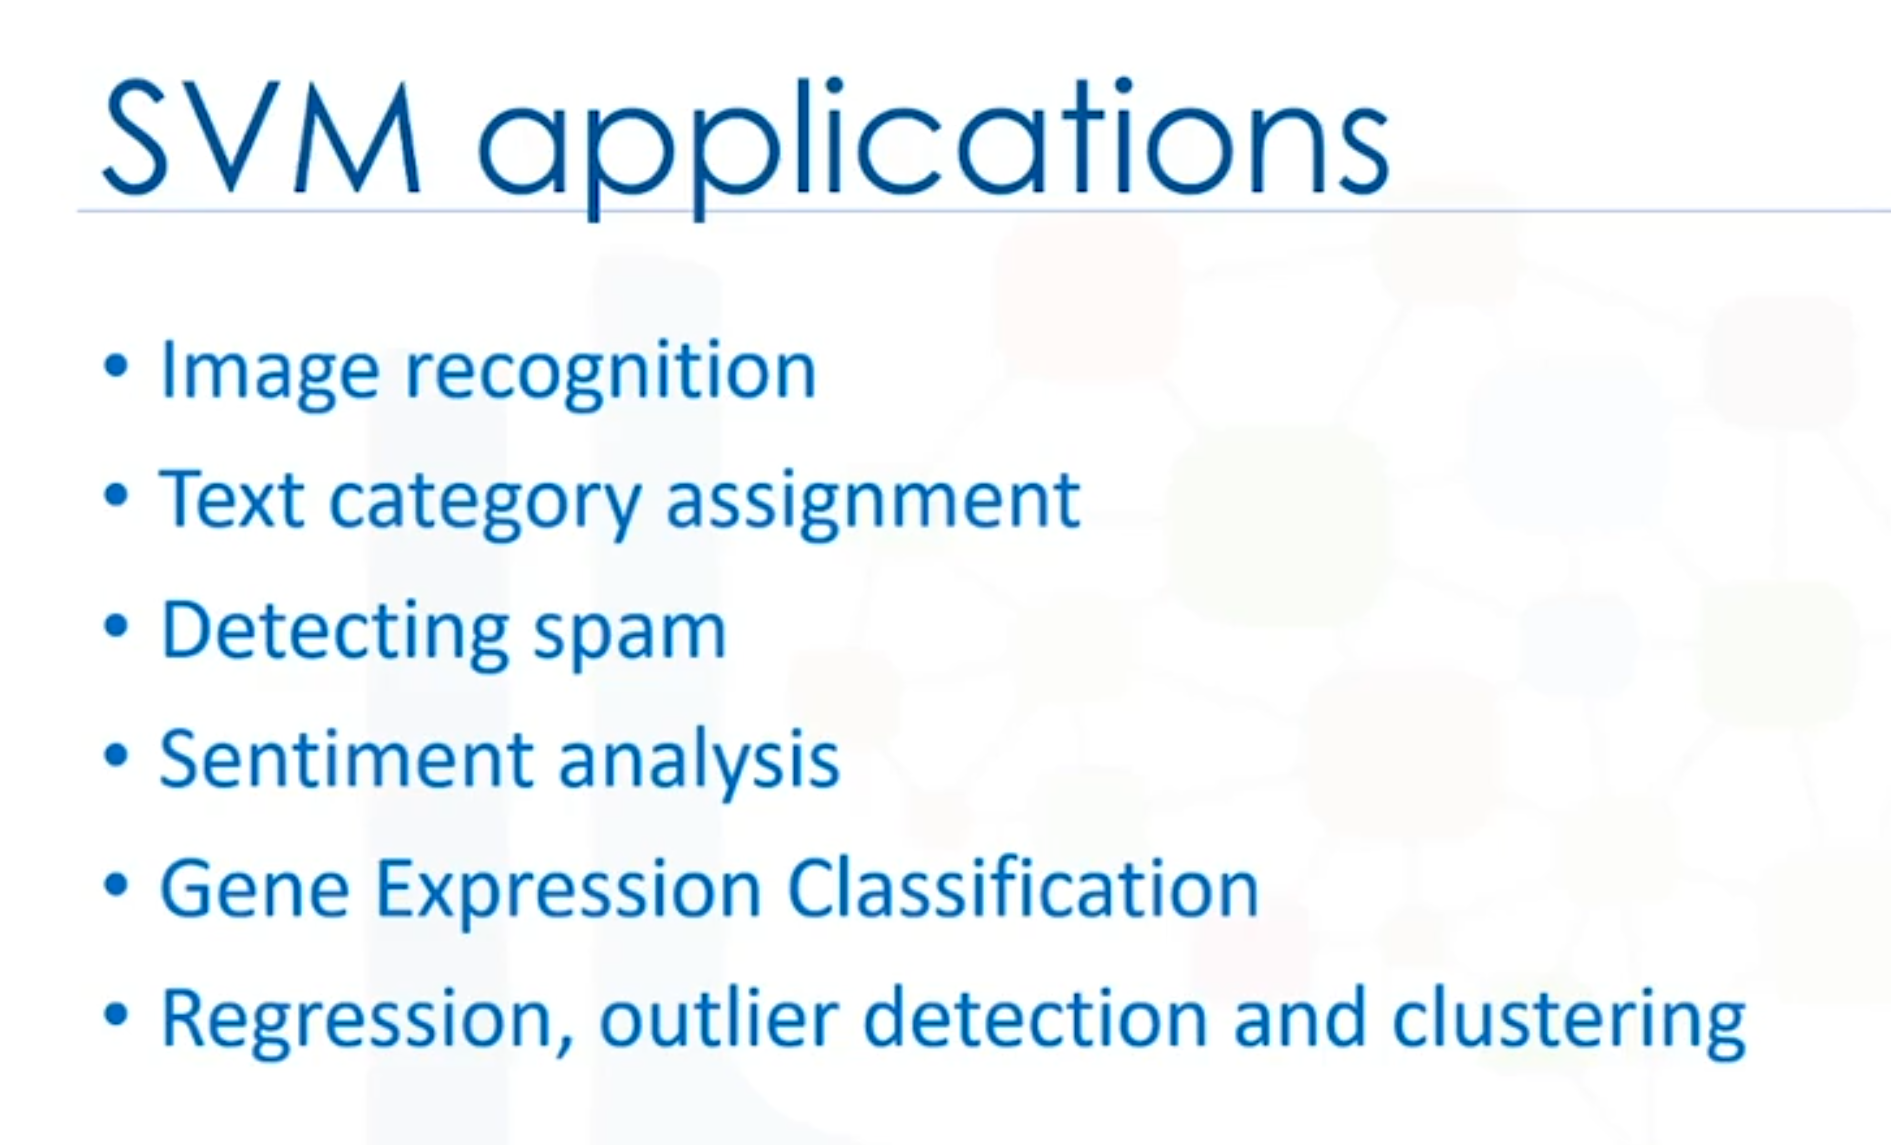 SVM applications
• Image recognition
• Text category assignment
• Detecting spam
• Sentiment analysis
• Gene Expression Classification
• Regression, outlier detection and clustering